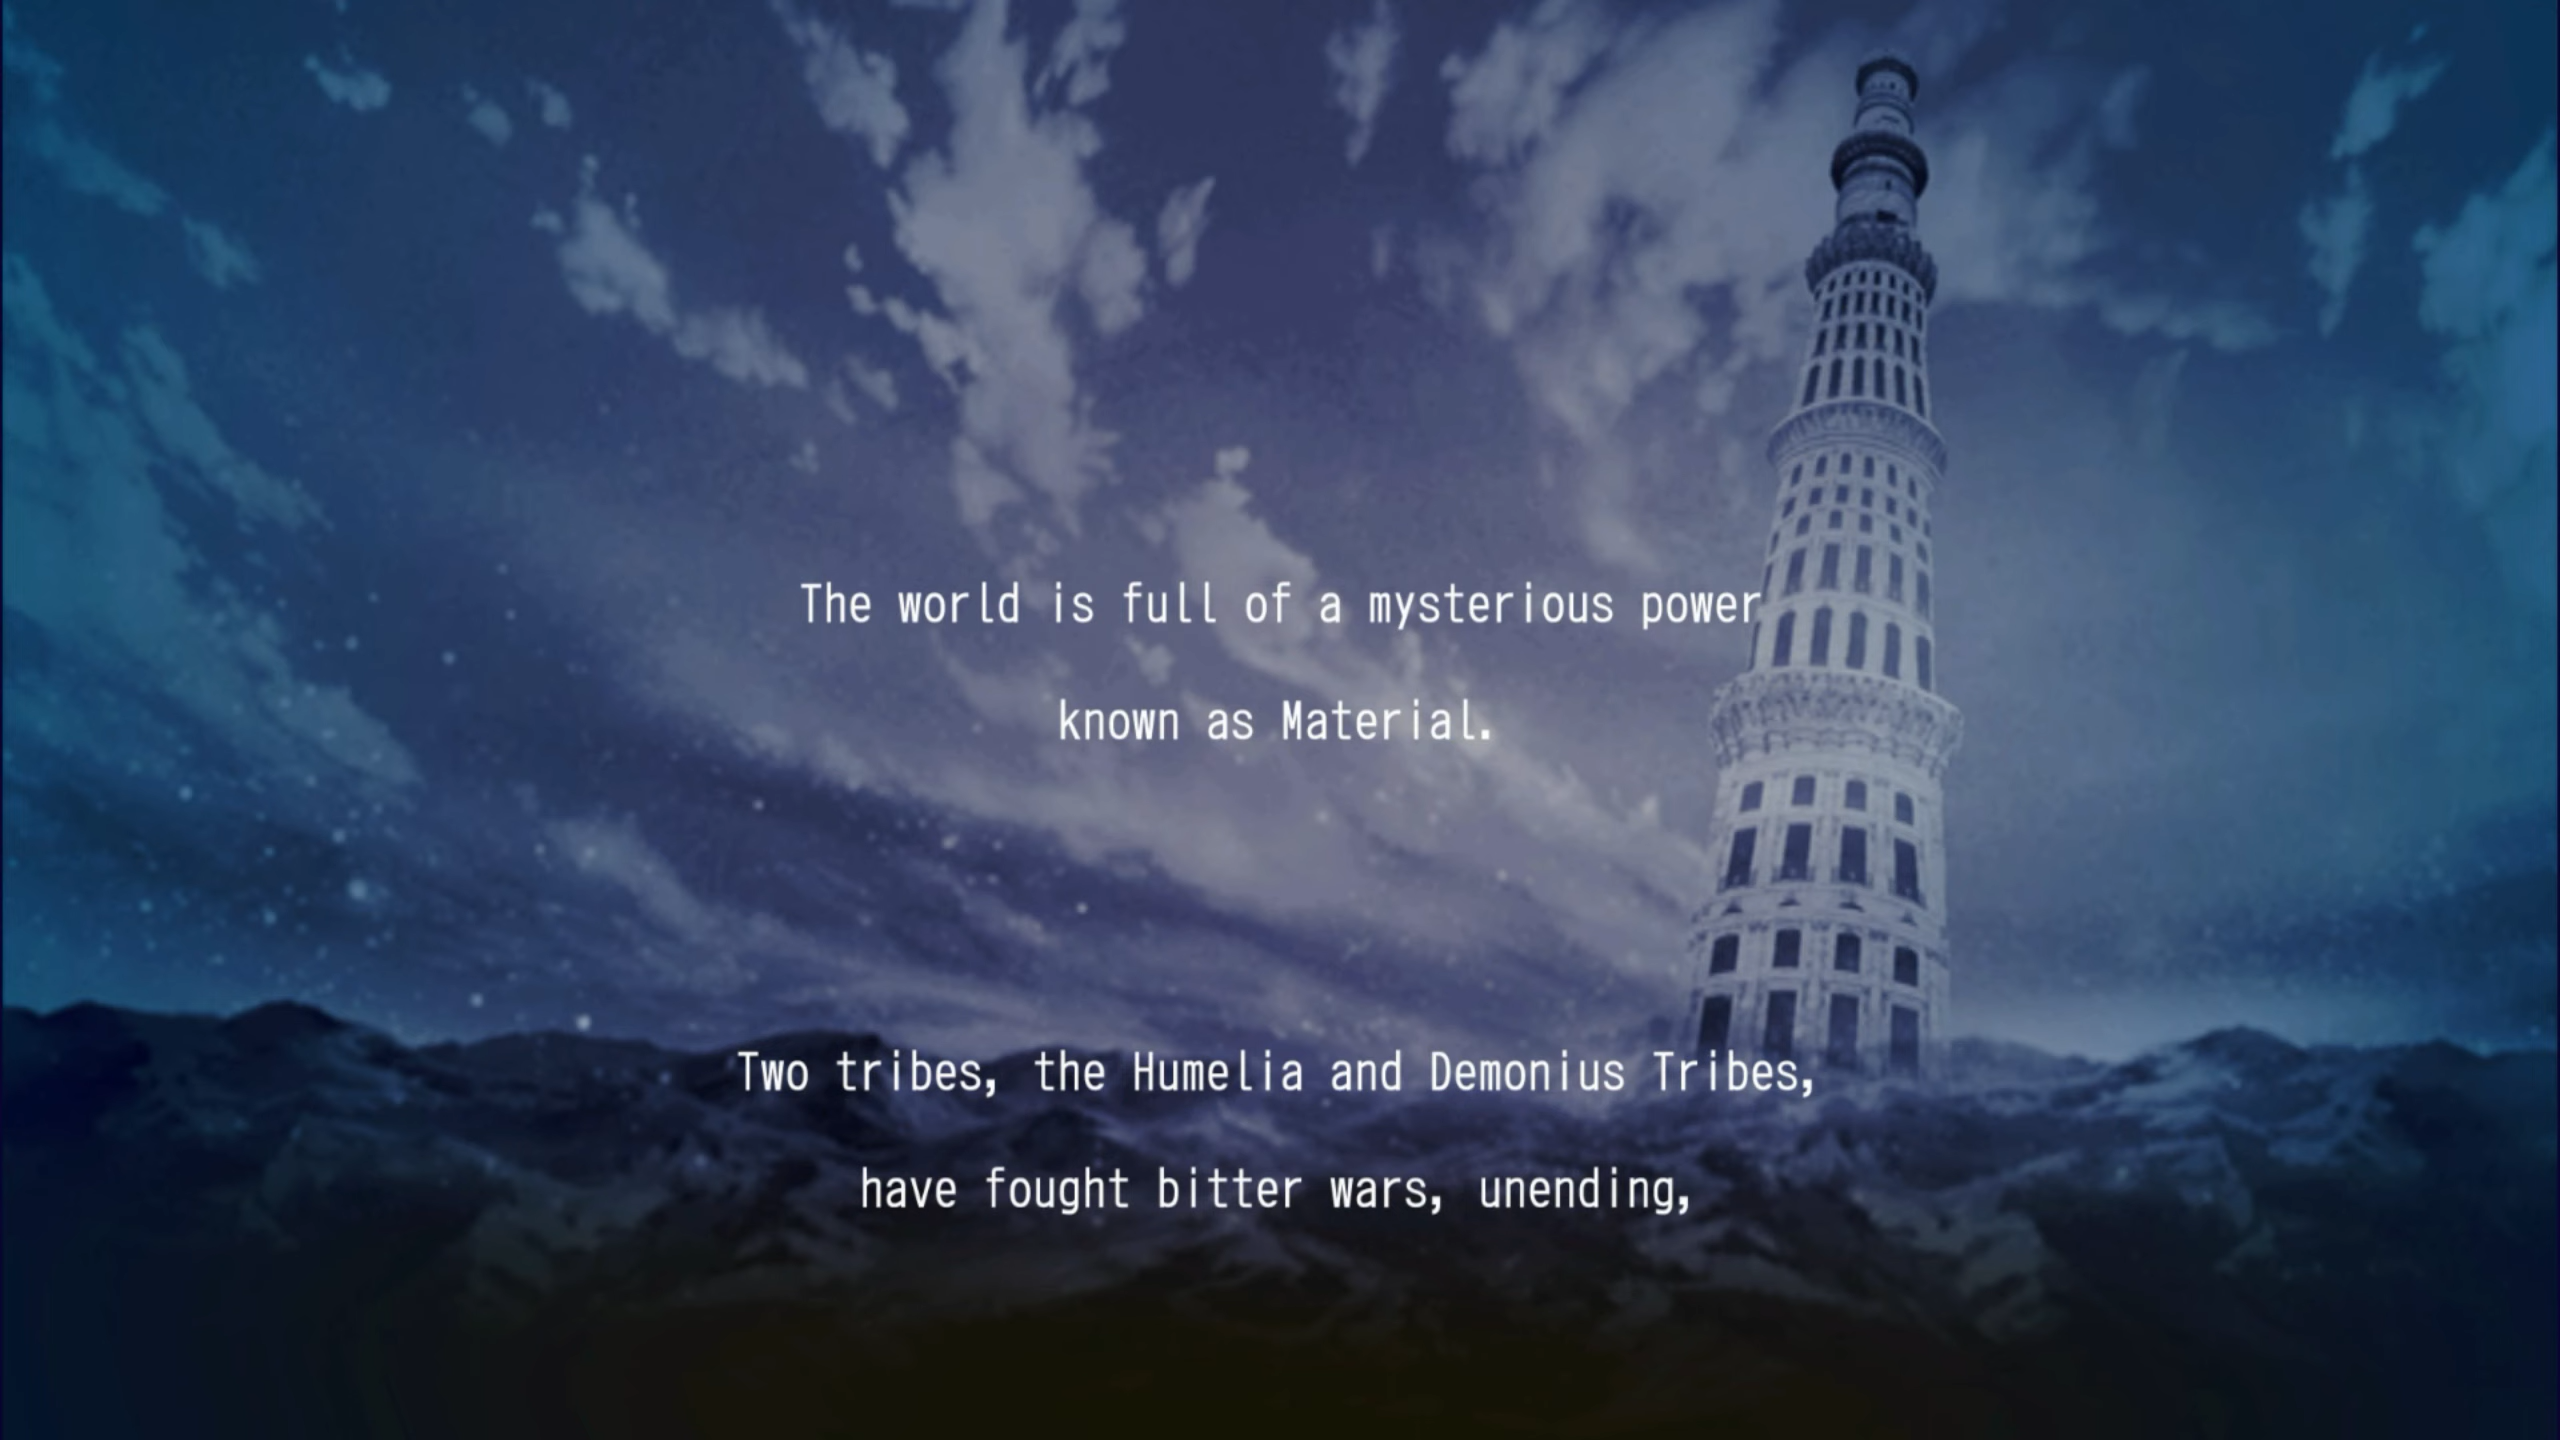 The world is full of a mysterious power
known as Material.
Two tribes, the Humelia and Demonius Tribes,
have fought bitter wars, unending,